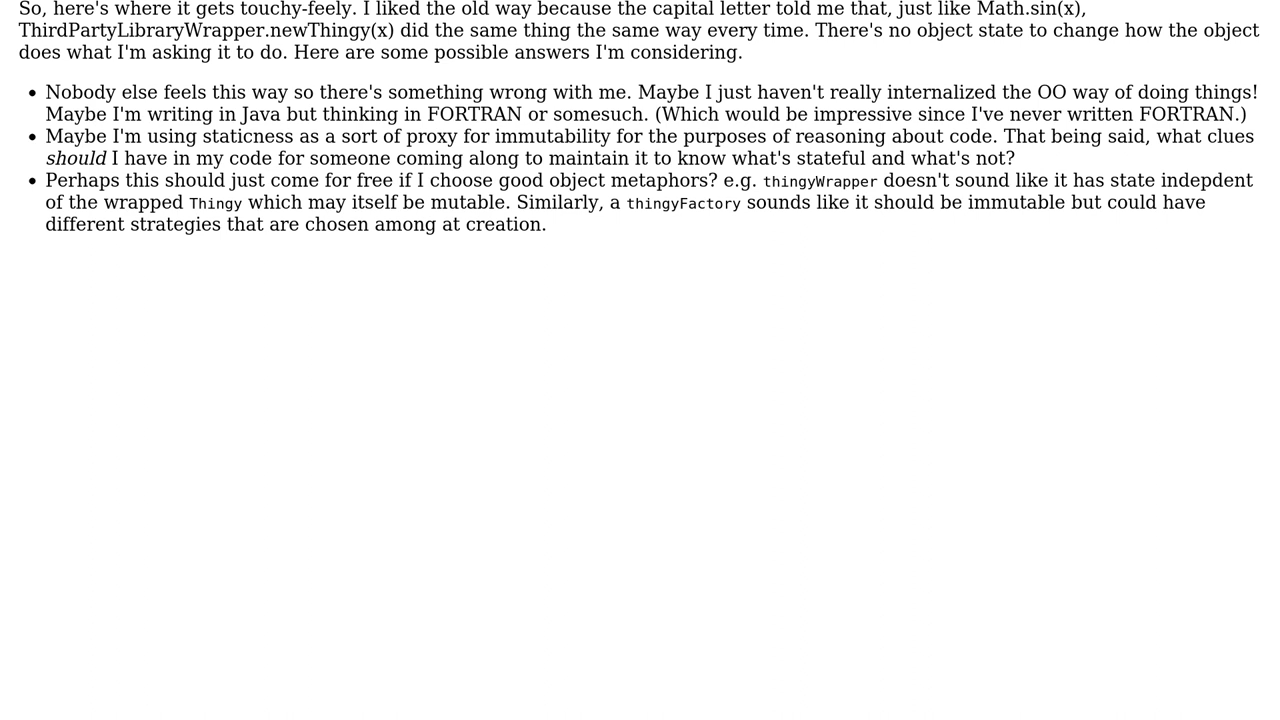 So, here's where it gets touchy-feely. I liked the old way because the capital letter told me that, just like Math.sin(x),
ThirdPartyLibraryWrapper.newThingy(x) did the same thing the same way every time. There's no object state to change how the object
does what I'm asking it to do. Here are some possible answers I'm considering.
• Nobody else feels this way so there's something wrong with me. Maybe I just haven't really internalized the OO way of doing things!
Maybe I'm writing in Java but thinking in FORTRAN or somesuch. (Which would be impressive since I've never written FORTRAN.)
• Maybe I'm using staticness as a sort of proxy for immutability for the purposes of reasoning about code. That being said, what clues
should I have in my code for someone coming along to maintain it to know what's stateful and what's not?
• Perhaps this should just come for free if I choose good object metaphors? e.g. thingyWrapper doesn't sound like it has state indepdent
of the wrapped Thingy which may itself be mutable. Similarly, a thingyFactory sounds like it should be immutable but could have
different strategies that are chosen among at creation.